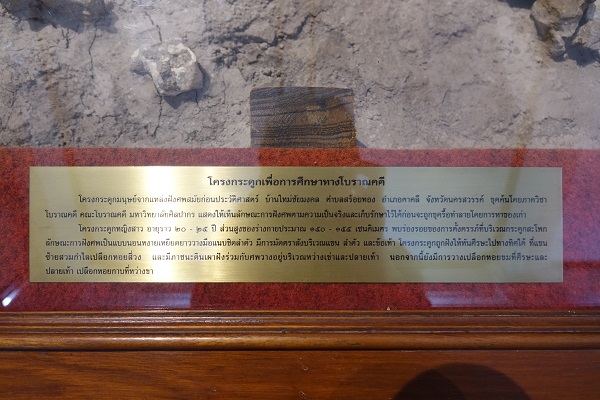 โครงกระดูกเพื่อการศึกษาทางโบราณคดี
โครงกระดูกมนุษย์จากแหล่งฝังศพสมัยก่อนประวัติศาสตร์ บ้านใหม่ชัยมงคล ตำบลสร้อยทอง อำเภอตาคลี จังหวัดนครสวรรค์ ขุดค้นโดยภาควิชา
โบราณคดี คณะโบราณคดี มหาวิทยาลัยศิลปากร แสดงให้เห็นลักษณะการฝังศพตามความเป็นจริงและเก็บรักษาไว้ได้ก่อนจะถูกขุดรื้อทำลายโดยการหาของเก่า
โครงกระดูกหญิงสาว อายุราว ๒๐ - ๒๕ ปี ส่วนสูงของร่างกายประมาณ ๑๕๐ - ๑๕๕ เซนติเมตร พบร่องรอยของการตั้งครรภ์ที่บริเวณกระดูกสะโพก
ลักษณะการฝังศพเป็นแบบนอนหงายเหยียดยาววางมือแนบชิดลำตัว มีการมัดตราสังบริเวณแขน ลำตัว และข้อเท้า โครงกระดูกถูกฝังให้หันศีรษะไปทางทิศใต้ ที่แขน
ซ้ายสวมกำไลเปลือกหอยสีวง และมีภาชนะดินเผาฝังร่วมกับศพวางอยู่บริเวณหว่างเข่าและปลายเท้า นอกจากนี้ยังมีการวางเปลือกหอยขมที่ศีรษะและ
ปลายเท้า เปลือกหอยกาบที่หว่างขา